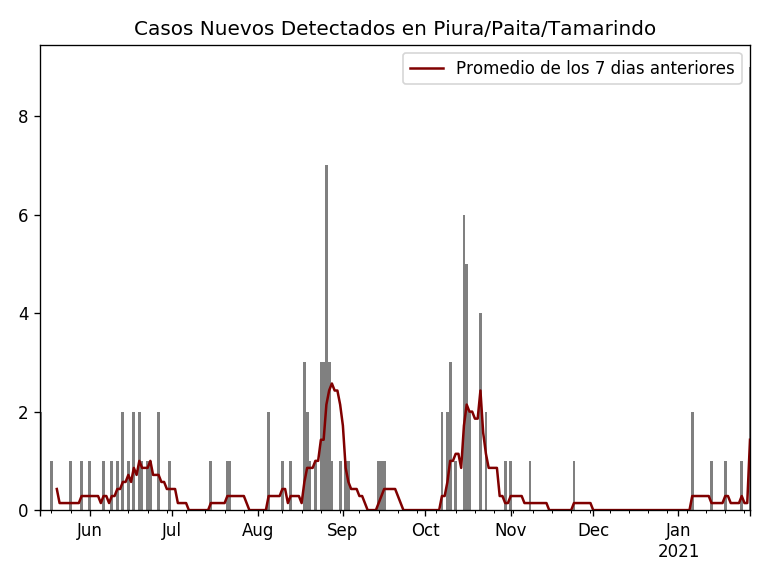 Casos Nuevos Detectados en Piura/Paita/Tamarindo
Promedio de los 7 dias anteriores
8
6
4
2
0
Jun Jul Aug Sep Oct Nov Dec Jan
2021